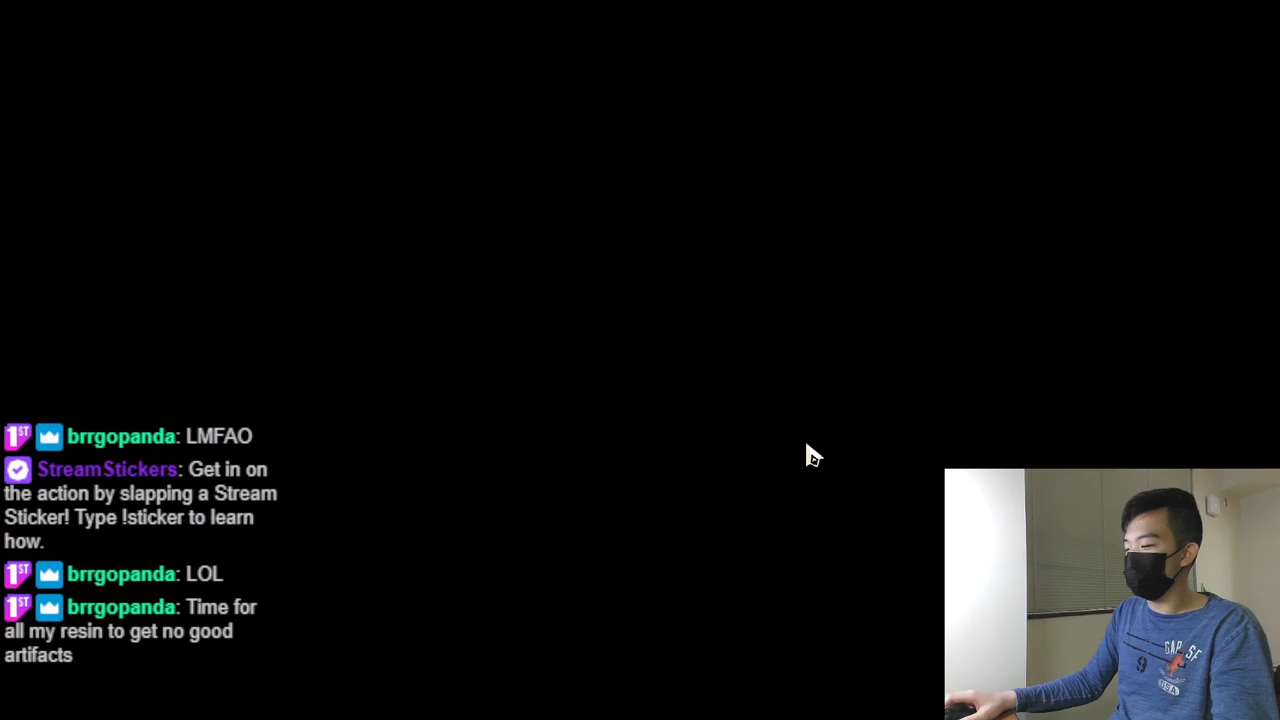 1ST brrgopanda: LMFAO
StreamStickers: Get in on
the action by slapping a Stream
Sticker! Type !sticker to learn
how.
1ST brrgopanda: LOL
1ST brrgopanda: Time for
all my resin to get no good
artifacts
GAP SF
9
USA